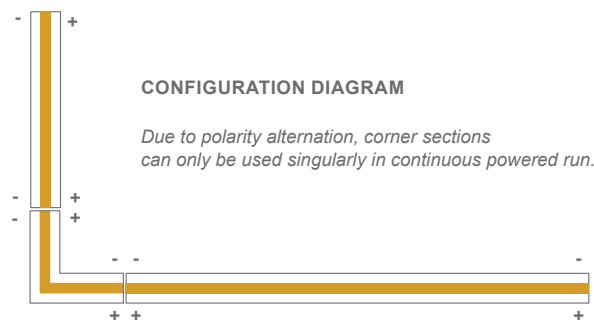 - +
CONFIGURATION DIAGRAM
Due to polarity alternation, corner sections
can only be used singularly in continuous powered run.
- +
- +
- - -
+ + +